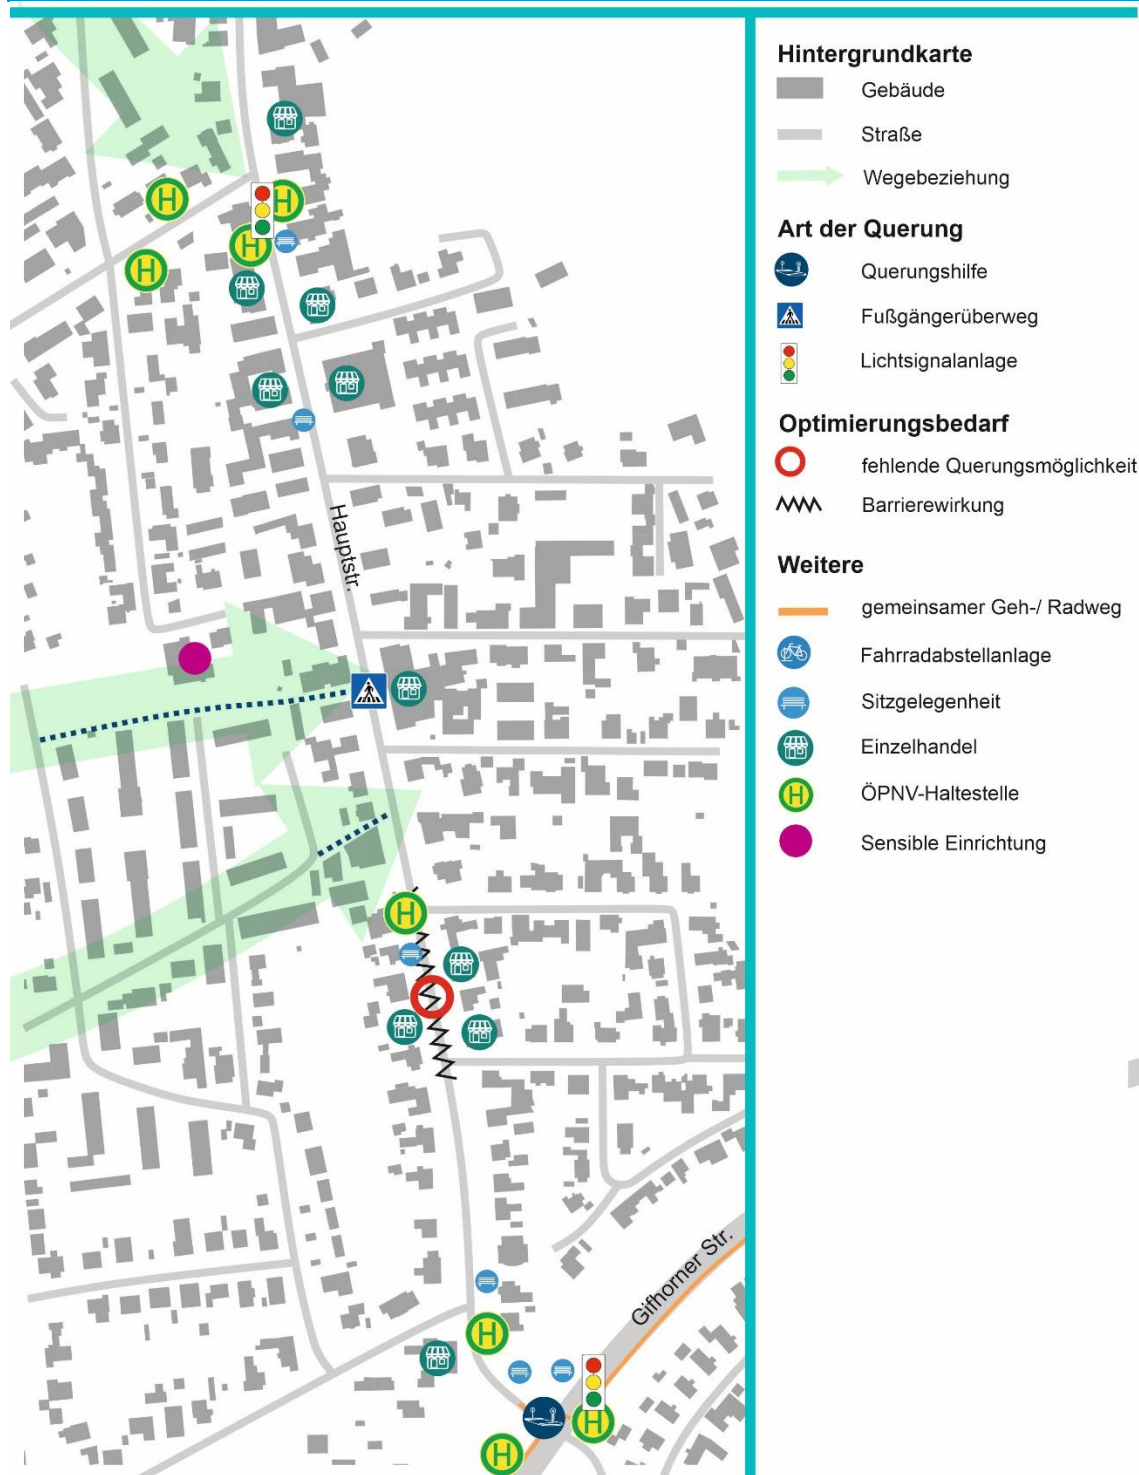 Hintergrundkarte
Gebäude
Straße
Wegebeziehung
Art der Querung
Querungshilfe
Fußgängerüberweg
Lichtsignalanlage
Optimierungsbedarf
fehlende Querungsmöglichkeit
Barrierewirkung
Weitere
gemeinsamer Geh-/ Radweg
Fahrradabstellanlage
Sitzgelegenheit
Einzelhandel
H ÖPNV-Haltestelle
Sensible Einrichtung
H
H
H
H
Hauptstr.
H
Gifhorner Str.
H
H
H